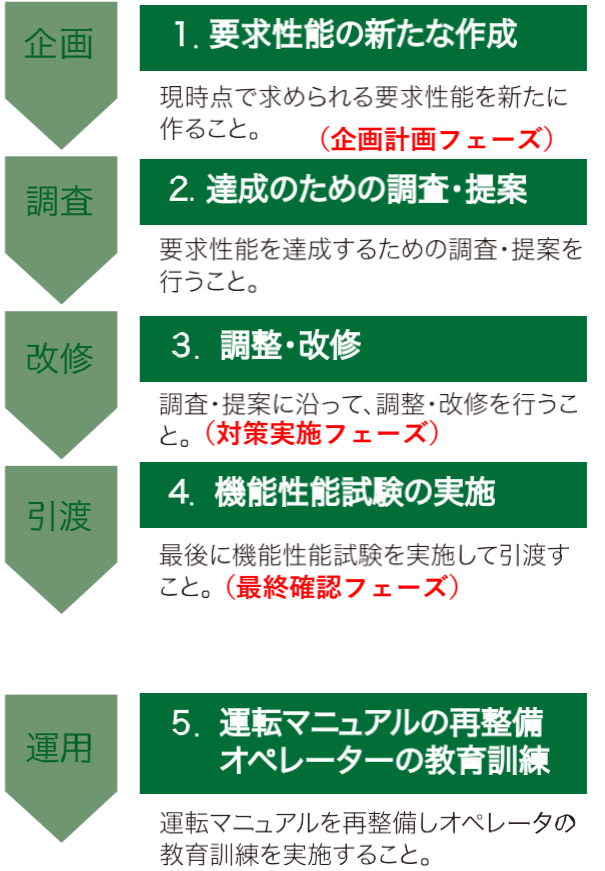 企画
1. 要求性能の新たな作成
現時点で求められる要求性能を新たに
作ること。 (企画計画フェーズ)
調査
2. 達成のための調査・提案
要求性能を達成するための調査・提案を
行うこと。
改修
3. 調整・改修
調査・提案に沿って、調整・改修を行うこ
と。(対策実施フェーズ)
引渡
4. 機能性能試験の実施
最後に機能性能試験を実施して引渡す
こと。(最終確認フェーズ)
運用
5. 運転マニュアルの再整備
オペレーターの教育訓練
運転マニュアルを再整備しオペレータの
教育訓練を実施すること。